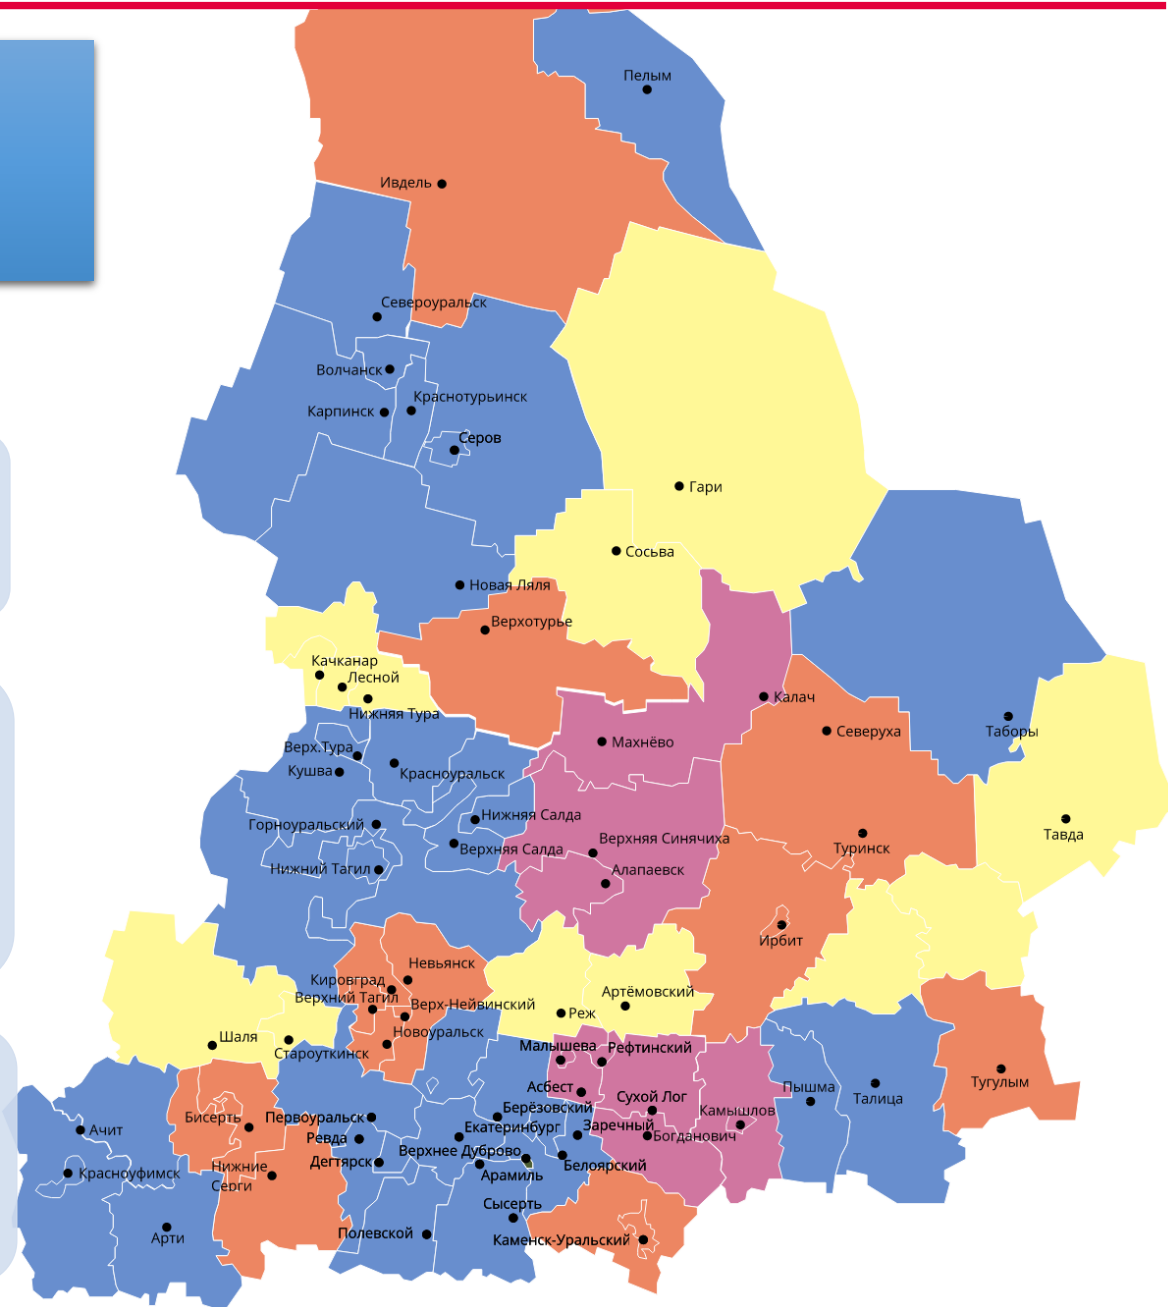 Пелым
Ивдель
Североуральск
Волчанск
Краснотурьинск
Карпинск
Серов
Гари
Сосьва
Новая Ляля
Верхотурье
Качканар
Лесной
Калач
Нижняя Тура
Северуха
Таборы
Махнёво
Верх.Тура
Кушва
Красноуральск
Нижняя Салда
Горноуральский
Тавда
Верхняя Синячиха
Туринск
Верхняя Салда
Нижний Тагил
Алапаевск
Ирбит
Невьянск
Кировград
Артёмовский
Верхний Тагил
Верх-Нейвинский
Реж
Новоуральск
Шаля
Староуткинск
Малышева
Рефтинский
Тугулым
Асбест
Пышма
Сухой Лог
Талица
Берёзовский
Камышлов
Бисерть
Первоуральск
Екатеринбург
Заречный
Ачит
Ревда
Богданович
Верхнее Дуброво
Дегтярск
Белоярский
Красноуфимск
Нижние
Серги
Арамиль
Сысерть
Арти
Полевской
Каменск-Уральский